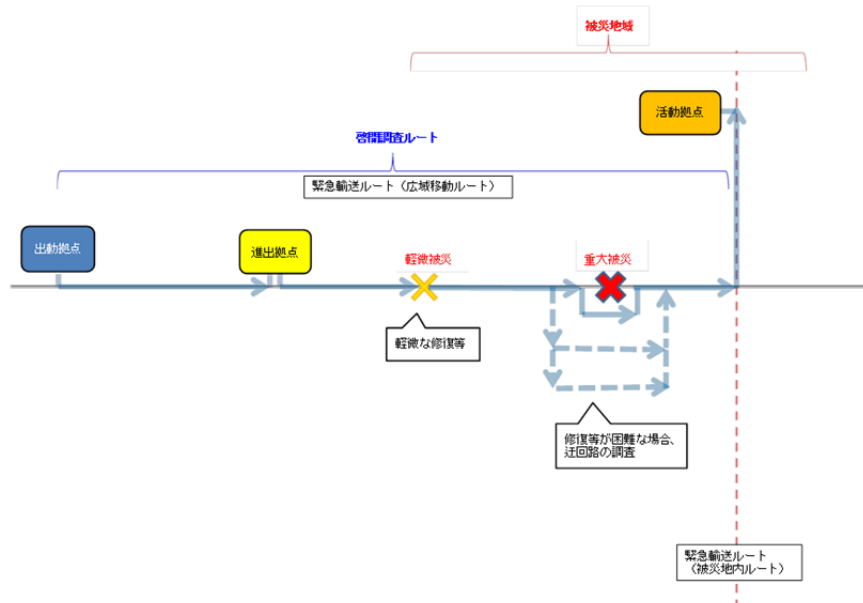 被災地域
活動拠点
啓開調査ルート
緊急輸送ルート（広域移動ルート）
出動拠点
進出拠点
軽微被災
重大被災
軽微な修復等
修復等が困難な場合、
迂回路の調査
緊急輸送ルート
（被災地内ルート）